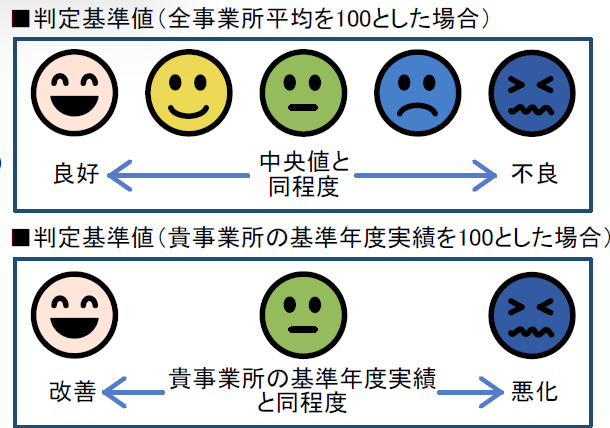 ■判定基準値（全事業所平均を100とした場合）
良好
中央値と
同程度
不良
■判定基準値（貴事業所の基準年度実績を100とした場合）
改善
貴事業所の基準年度実績
と同程度
悪化